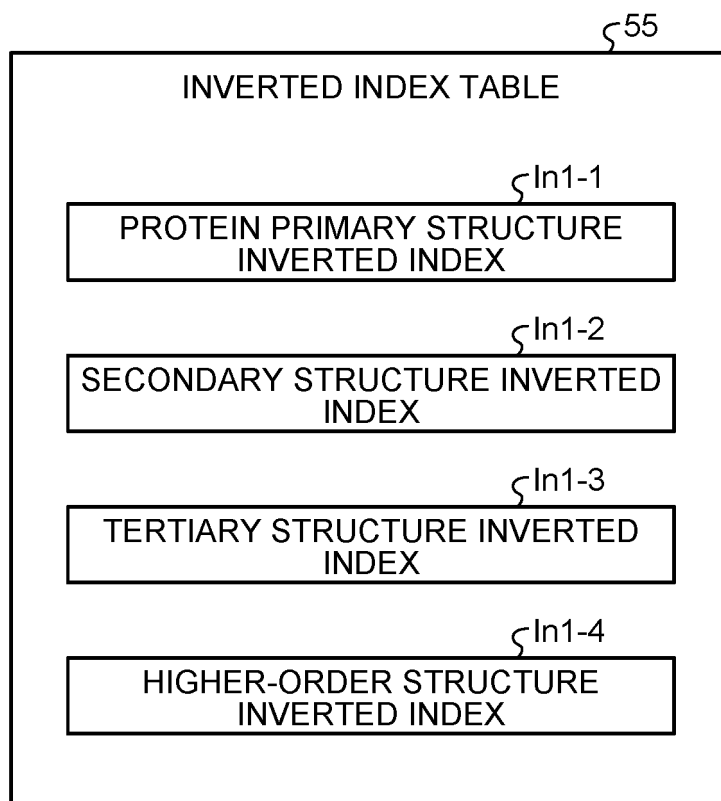 55
INVERTED INDEX TABLE
In1-1
PROTEIN PRIMARY STRUCTURE
INVERTED INDEX
In1-2
SECONDARY STRUCTURE INVERTED
INDEX
In1-3
TERTIARY STRUCTURE INVERTED
INDEX
In1-4
HIGHER-ORDER STRUCTURE
INVERTED INDEX